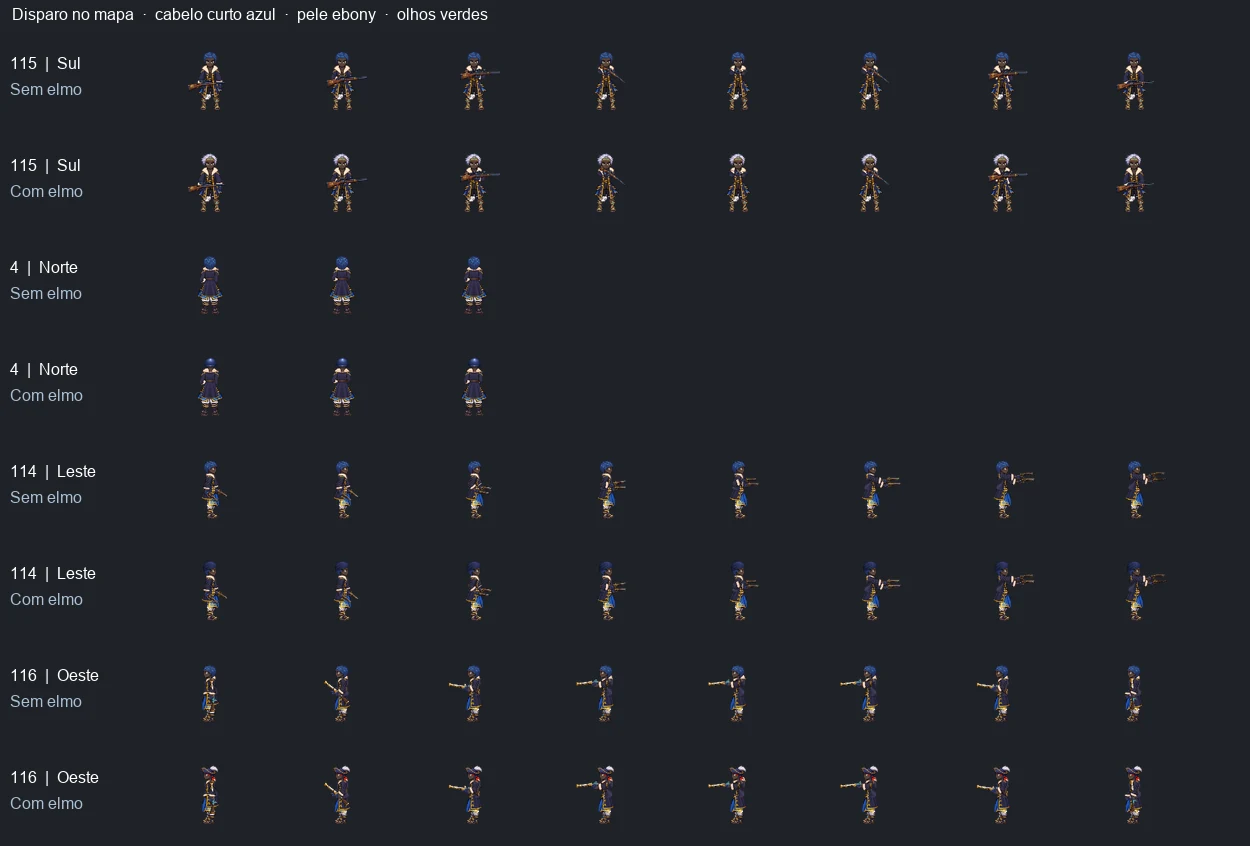 Disparo no mapa · cabelo curto azul · pele ebony · olhos verdes
115 | Sul
Sem elmo
115 | Sul
Com elmo
4 | Norte
Sem elmo
4 | Norte
Com elmo
114 | Leste
Sem elmo
114 | Leste
Com elmo
116 | Oeste
Sem elmo
116 | Oeste
Com elmo